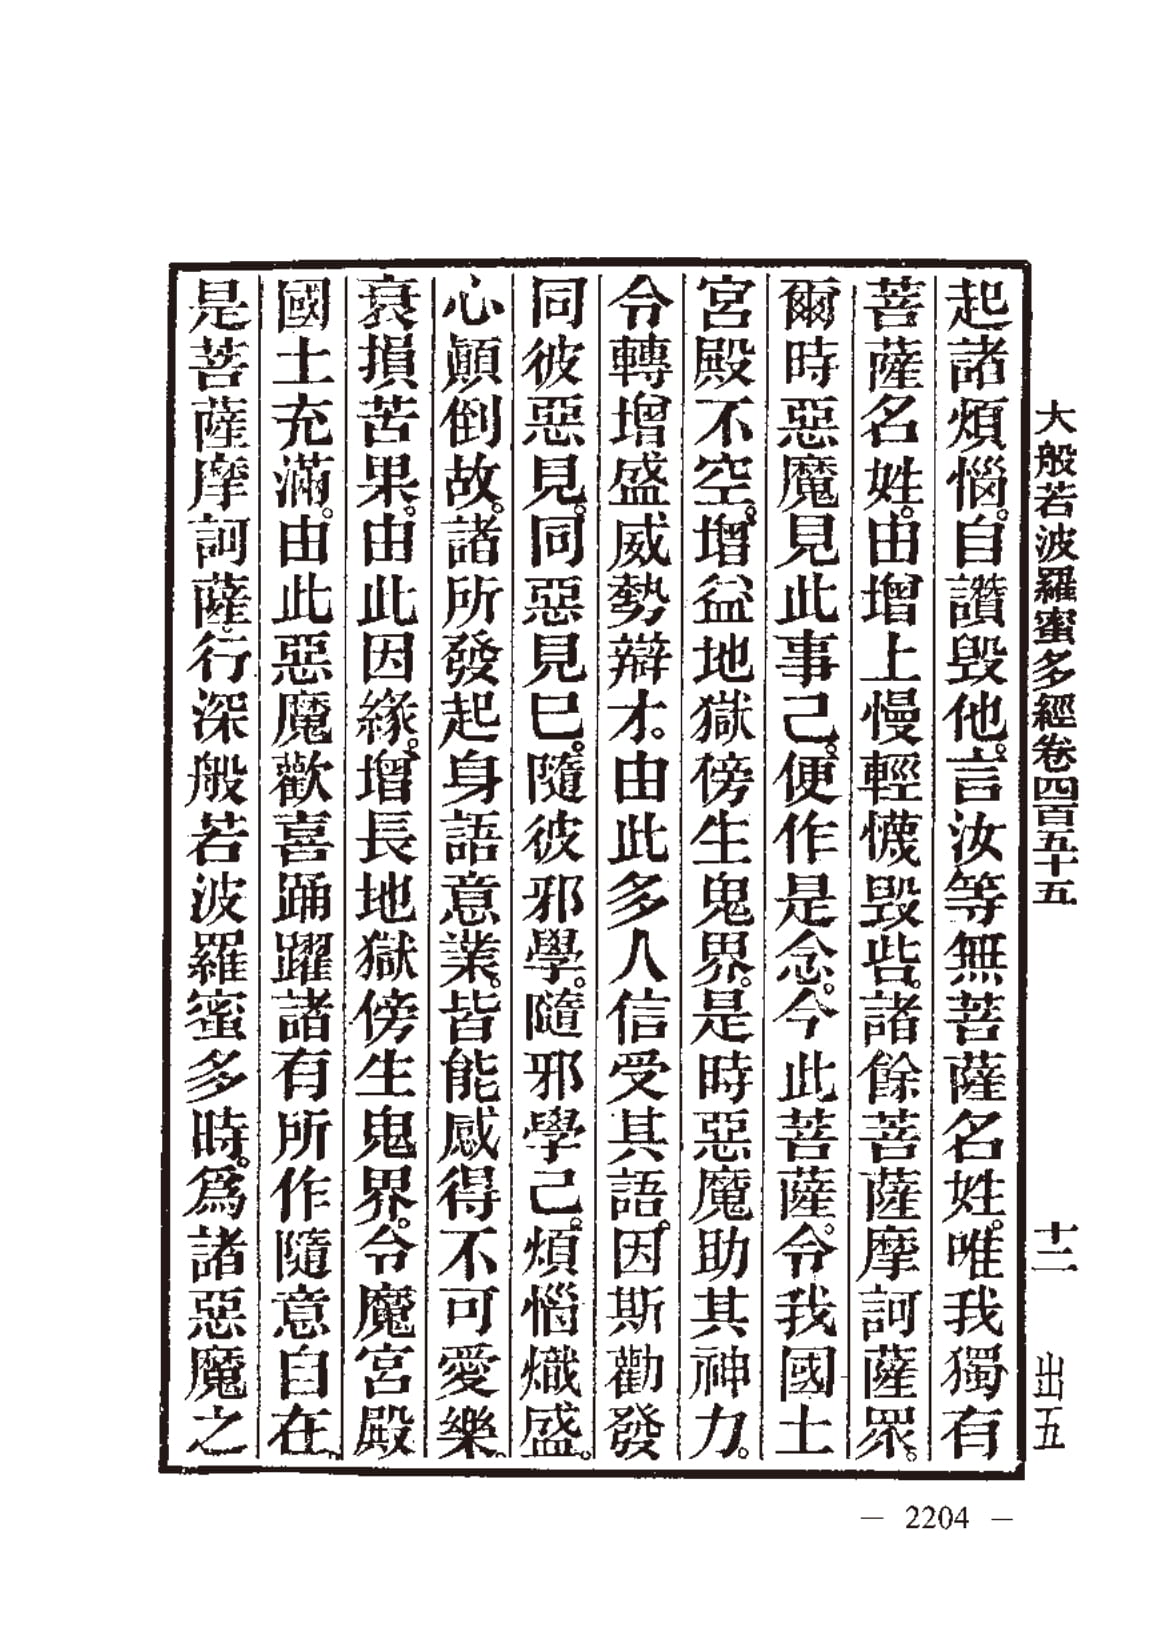 大般若波羅蜜多經卷四百五十五 十二 出五
起諸煩惱。自讚毀他。言汝等無菩薩名姓。唯我獨有
菩薩名姓。由增上慢輕懱毀呰。諸餘菩薩摩訶薩眾。
爾時惡魔見此事已。便作是念。今此菩薩。令我國土
宮殿不空。增益地獄傍生鬼界。是時惡魔助其神力。
令轉增盛威勢辯才。由此多人信受其語。因斯勸發
同彼惡見。同惡見已。隨彼邪學。隨邪學已。煩惱熾盛。
心顚倒故。諸所發起身語意業。皆能感得不可愛樂。
衰損苦果。由此因緣。增長地獄傍生鬼界。令魔宮殿
國土充滿。由此惡魔歡喜踊躍諸有所作隨意自在。
是菩薩摩訶薩。行深般若波羅蜜多時。爲諸惡魔之
— 2204 —